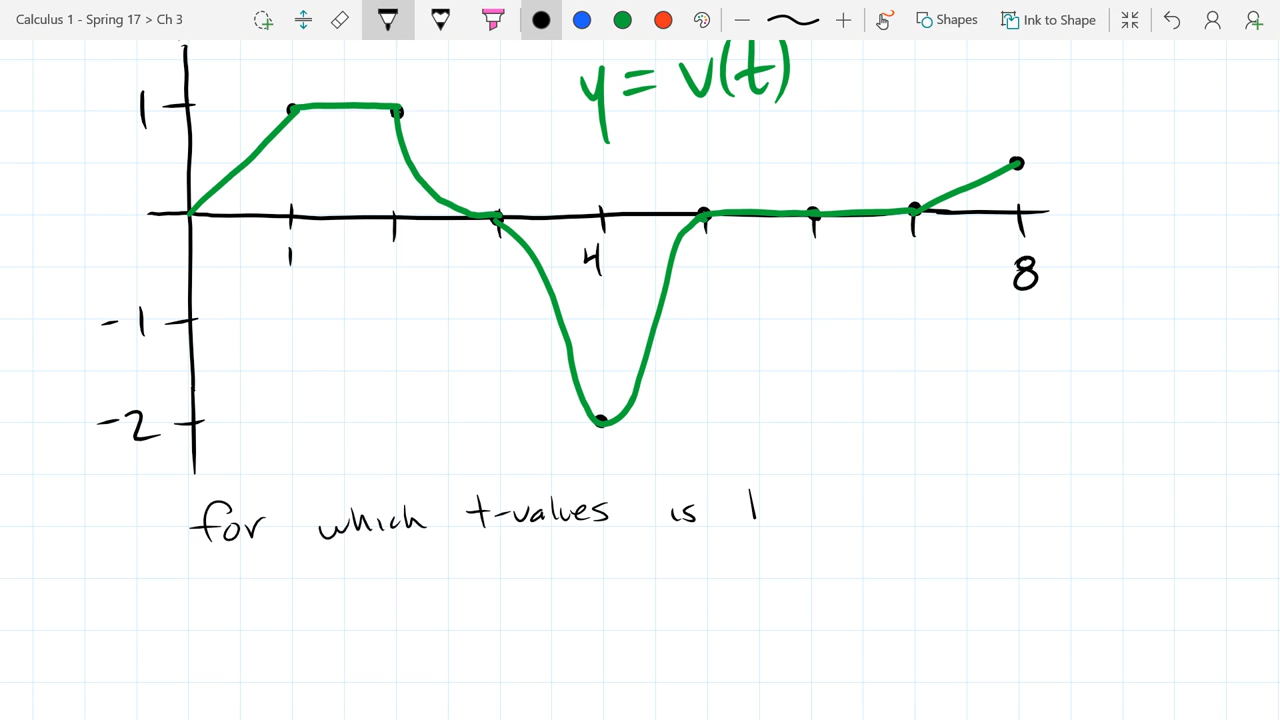 Calculus 1 - Spring 17 > Ch 3
Shapes
Ink to Shape
y = v(t)
1
-1
-2
1
4
8
for which t-values is